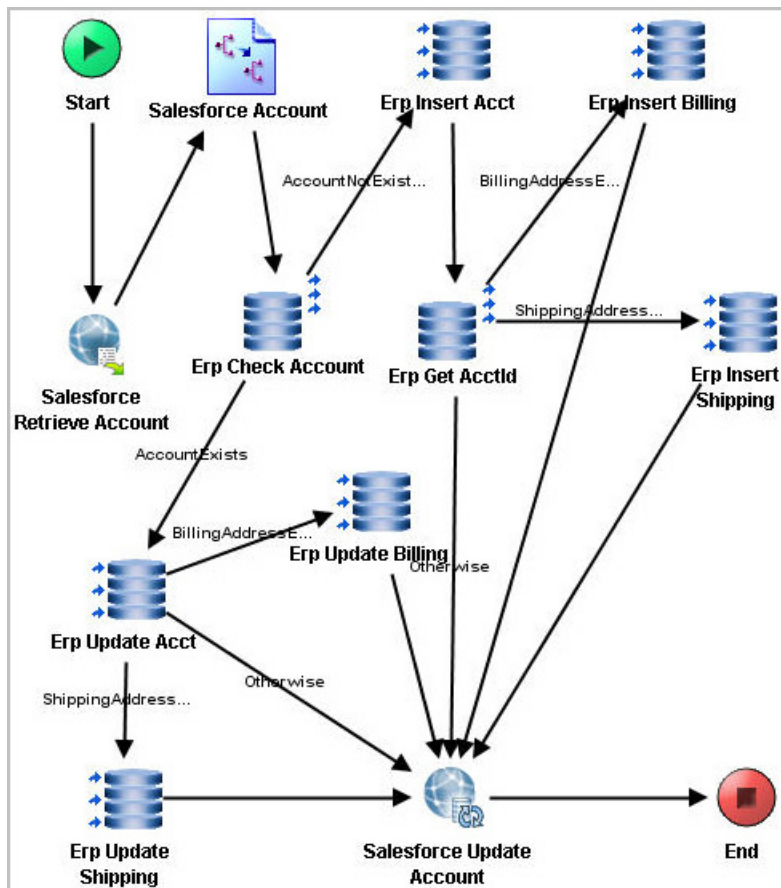 Start
Salesforce Account
Erp Insert Acct
Erp Insert Billing
AccountNotExist...
BillingAddressE...
ShippingAddress...
Salesforce
Retrieve Account
Erp Check Account
Erp Get AcctId
Erp Insert
Shipping
AccountExists
BillingAddressE...
Erp Update Billing
Otherwise
Erp Update Acct
Otherwise
ShippingAddress...
Erp Update
Shipping
Salesforce Update
Account
End